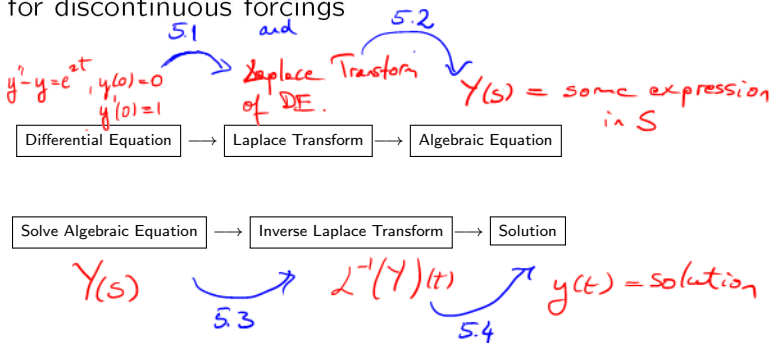 for discontinuous forcings
5.1 and 5.2
y'-y=e^2t, y(0)=0
y'(0)=1
Laplace Transform
of DE.
Y(s) = some expression
in S
Differential Equation → Laplace Transform → Algebraic Equation
Solve Algebraic Equation → Inverse Laplace Transform → Solution
Y(s) L^-1(Y)(t) y(t) = solution
5.3 5.4